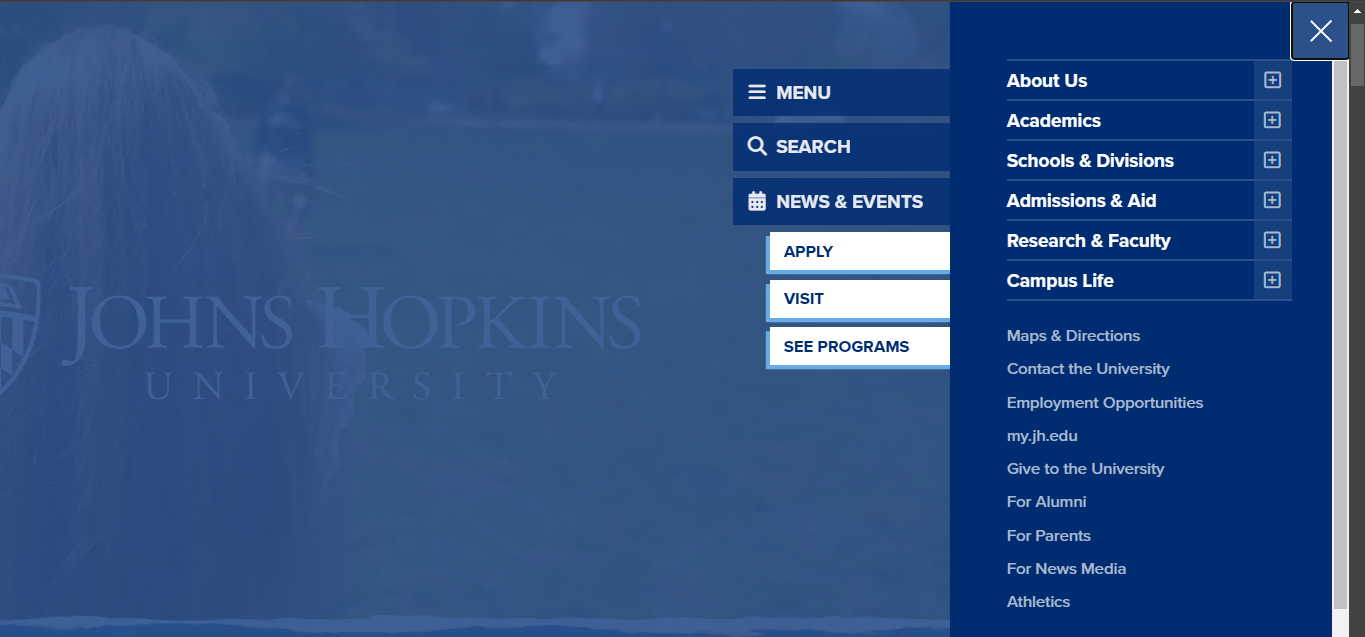 MENU
SEARCH
NEWS & EVENTS
APPLY
VISIT
SEE PROGRAMS
JOHNS HOPKINS
UNIVERSITY
About Us
Academics
Schools & Divisions
Admissions & Aid
Research & Faculty
Campus Life
Maps & Directions
Contact the University
Employment Opportunities
my.jh.edu
Give to the University
For Alumni
For Parents
For News Media
Athletics